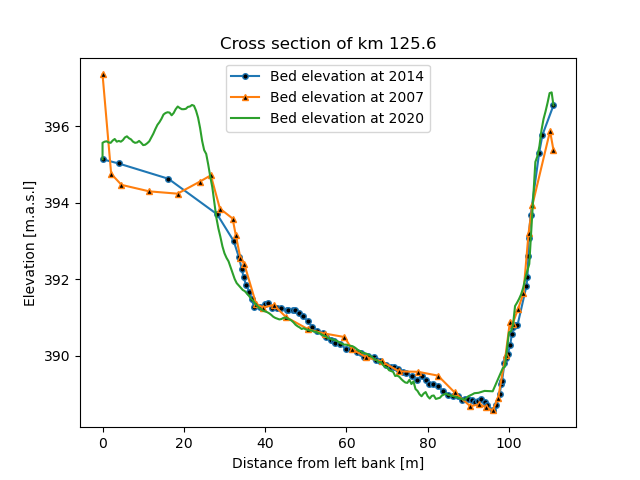 Cross section of km 125.6
Bed elevation at 2014
Bed elevation at 2007
Bed elevation at 2020
396
394
392
390
Elevation [m.a.s.l]
0 20 40 60 80 100
Distance from left bank [m]